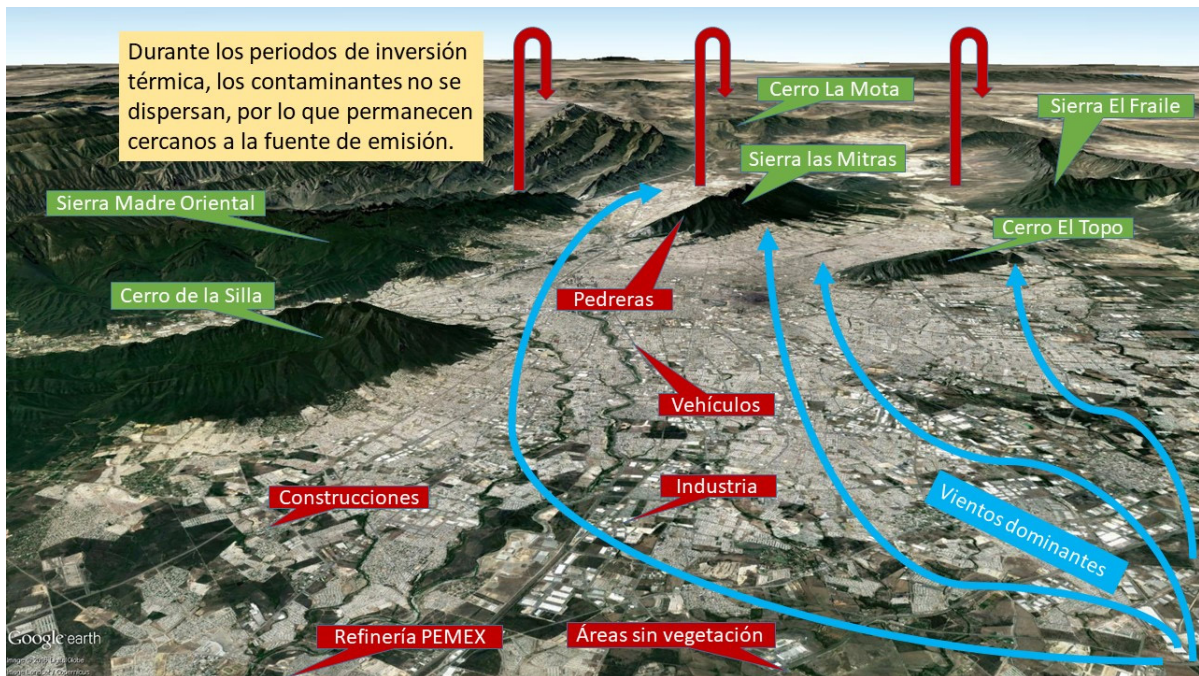 Durante los periodos de inversión
térmica, los contaminantes no se
dispersan, por lo que permanecen
cercanos a la fuente de emisión.
Cerro La Mota
Sierra El Fraile
Sierra las Mitras
Sierra Madre Oriental
Cerro El Topo
Cerro de la Silla
Pedreras
Vehículos
Construcciones
Industria
Vientos dominantes
Refinería PEMEX
Áreas sin vegetación
Google earth